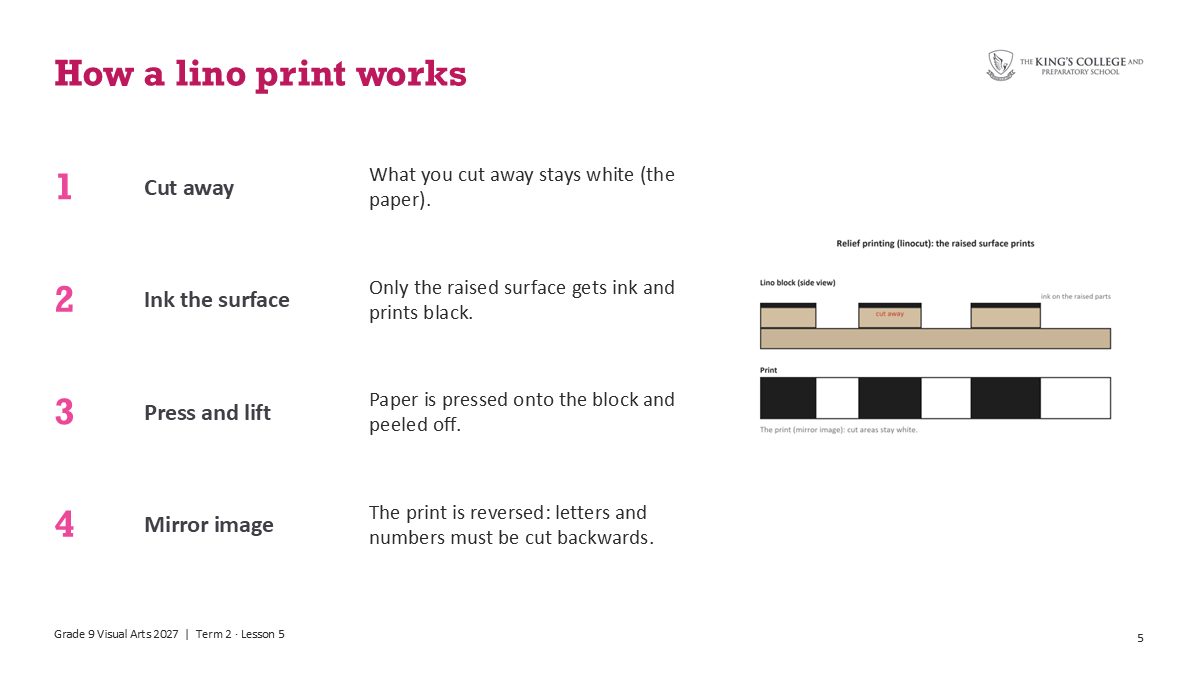 How a lino print works
THE KING'S COLLEGE AND
PREPARATORY SCHOOL
1
Cut away
What you cut away stays white (the
paper).
2
Ink the surface
Only the raised surface gets ink and
prints black.
3
Press and lift
Paper is pressed onto the block and
peeled off.
4
Mirror image
The print is reversed: letters and
numbers must be cut backwards.
Relief printing (linocut): the raised surface prints
Lino block (side view)
ink on the raised parts
cut away
Print
The print (mirror image): cut areas stay white.
Grade 9 Visual Arts 2027 | Term 2 · Lesson 5
5